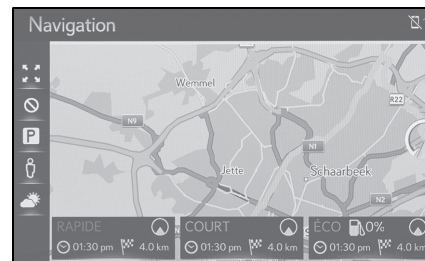 Navigation
Wemmel
R22
N9
P
N1
Jette
Schaarbeek
N2
RAPIDE
COURT
ÉCO 0%
01:30 pm 4.0 km
01:30 pm 4.0 km
01:30 pm 4.0 km